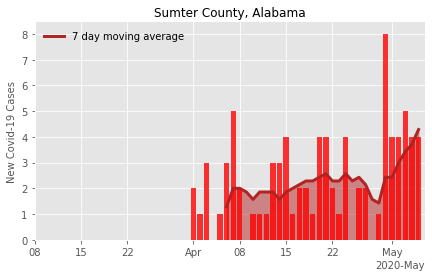 Sumter County, Alabama
7 day moving average
New Covid-19 Cases
8
7
6
5
4
3
2
1
0
08 15 22 Apr 08 15 22 May
2020-May